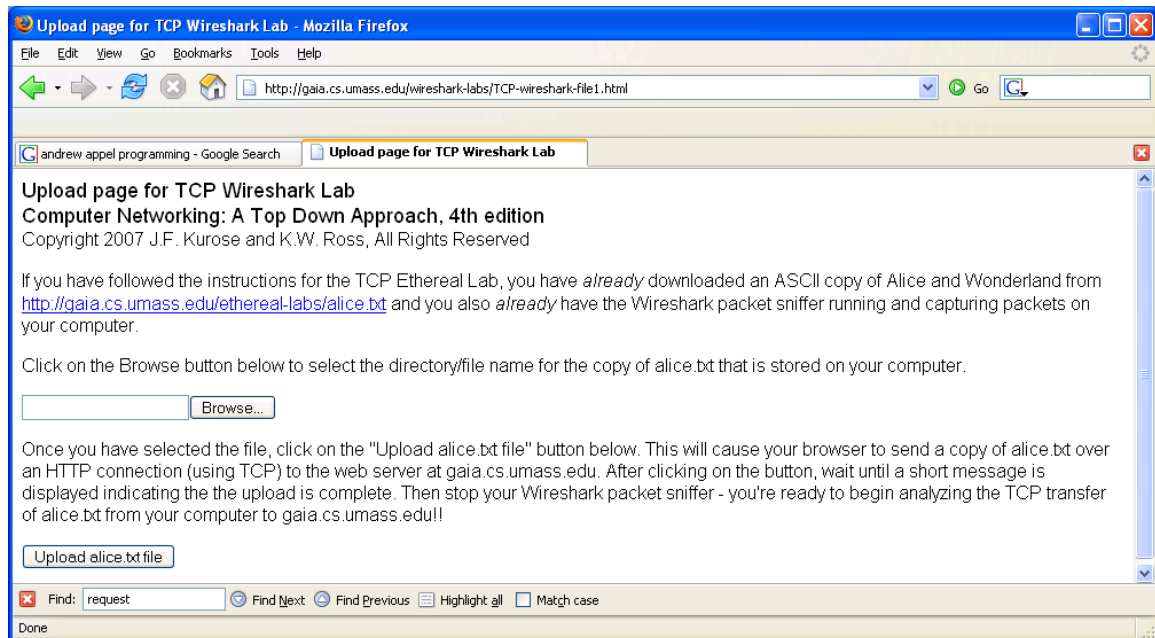 Upload page for TCP Wireshark Lab - Mozilla Firefox
File Edit View Go Bookmarks Tools Help
http://gaia.cs.umass.edu/wireshark-labs/TCP-wireshark-file1.html Go G
G andrew appel programming - Google Search Upload page for TCP Wireshark Lab
Upload page for TCP Wireshark Lab
Computer Networking: A Top Down Approach, 4th edition
Copyright 2007 J.F. Kurose and K.W. Ross, All Rights Reserved
If you have followed the instructions for the TCP Ethereal Lab, you have already downloaded an ASCII copy of Alice and Wonderland from
http://gaia.cs.umass.edu/ethereal-labs/alice.txt and you also already have the Wireshark packet sniffer running and capturing packets on
your computer.
Click on the Browse button below to select the directory/file name for the copy of alice.txt that is stored on your computer.
Browse...
Once you have selected the file, click on the "Upload alice.txt file" button below. This will cause your browser to send a copy of alice.txt over
an HTTP connection (using TCP) to the web server at gaia.cs.umass.edu. After clicking on the button, wait until a short message is
displayed indicating the the upload is complete. Then stop your Wireshark packet sniffer - you're ready to begin analyzing the TCP transfer
of alice.txt from your computer to gaia.cs.umass.edu!!
Upload alice.txt file
Find: request Find Next Find Previous Highlight all Match case
Done